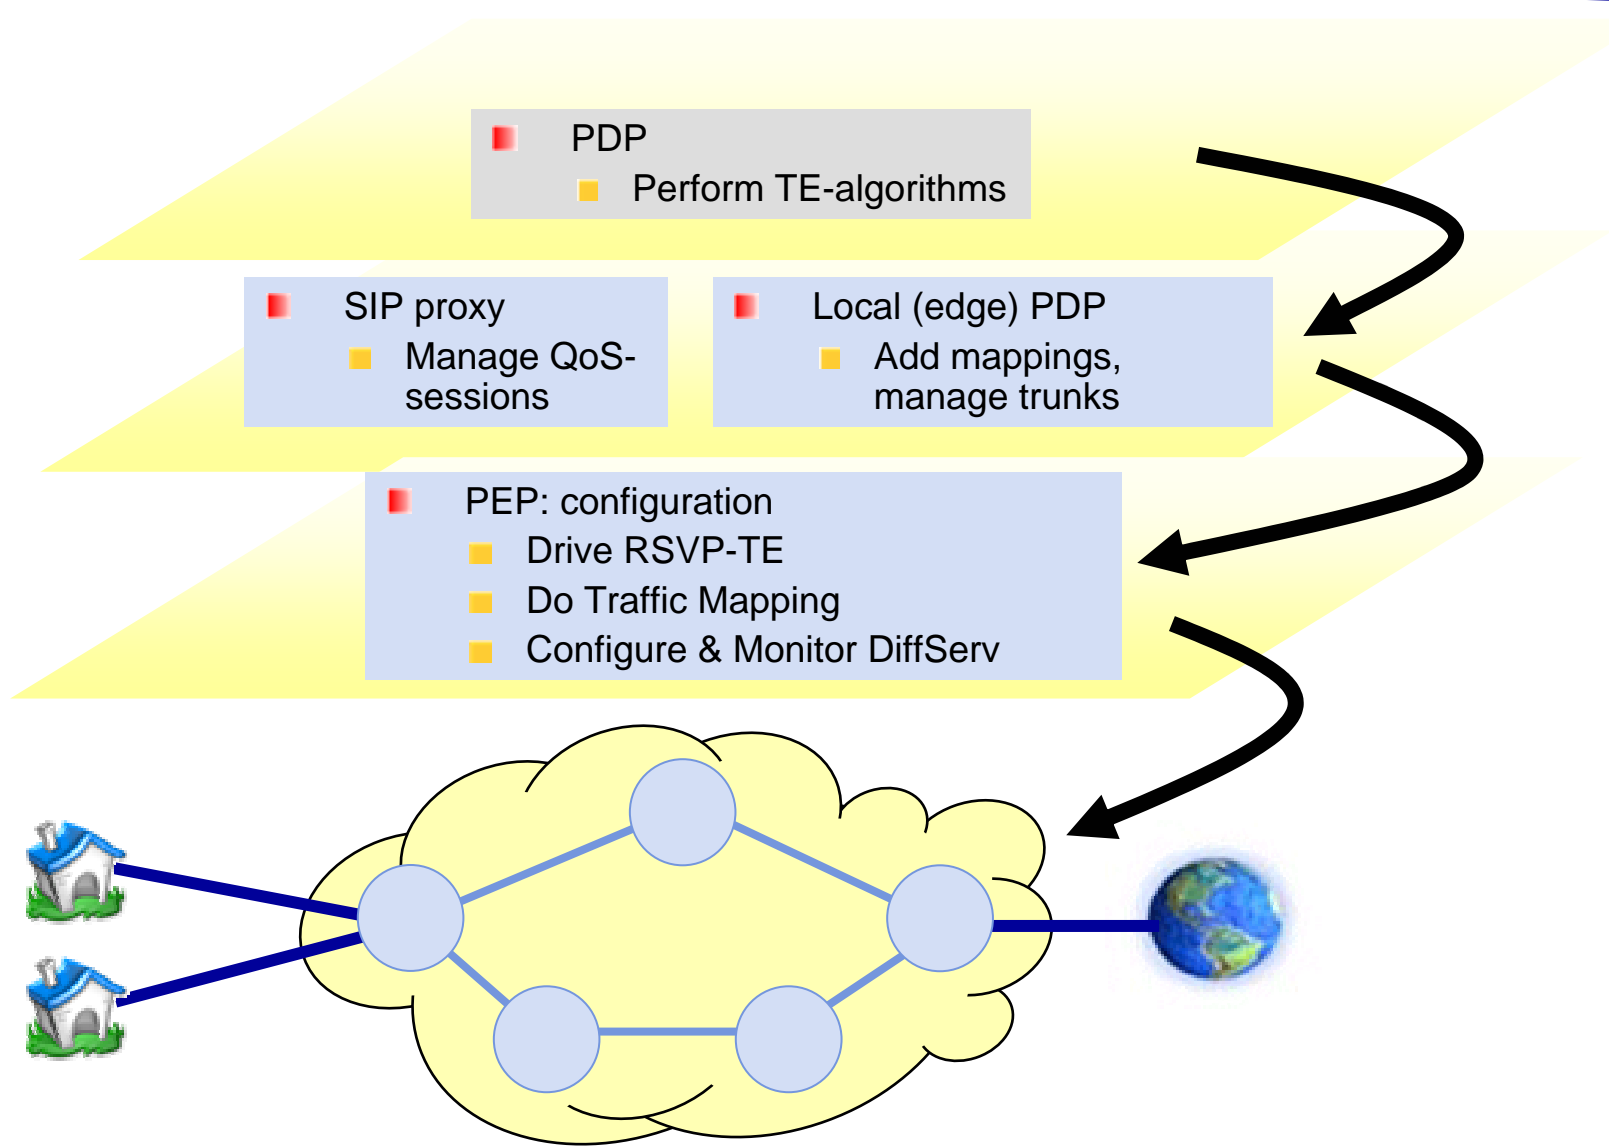 PDP
Perform TE-algorithms
SIP proxy
Manage QoS-
sessions
Local (edge) PDP
Add mappings,
manage trunks
PEP: configuration
Drive RSVP-TE
Do Traffic Mapping
Configure & Monitor DiffServ